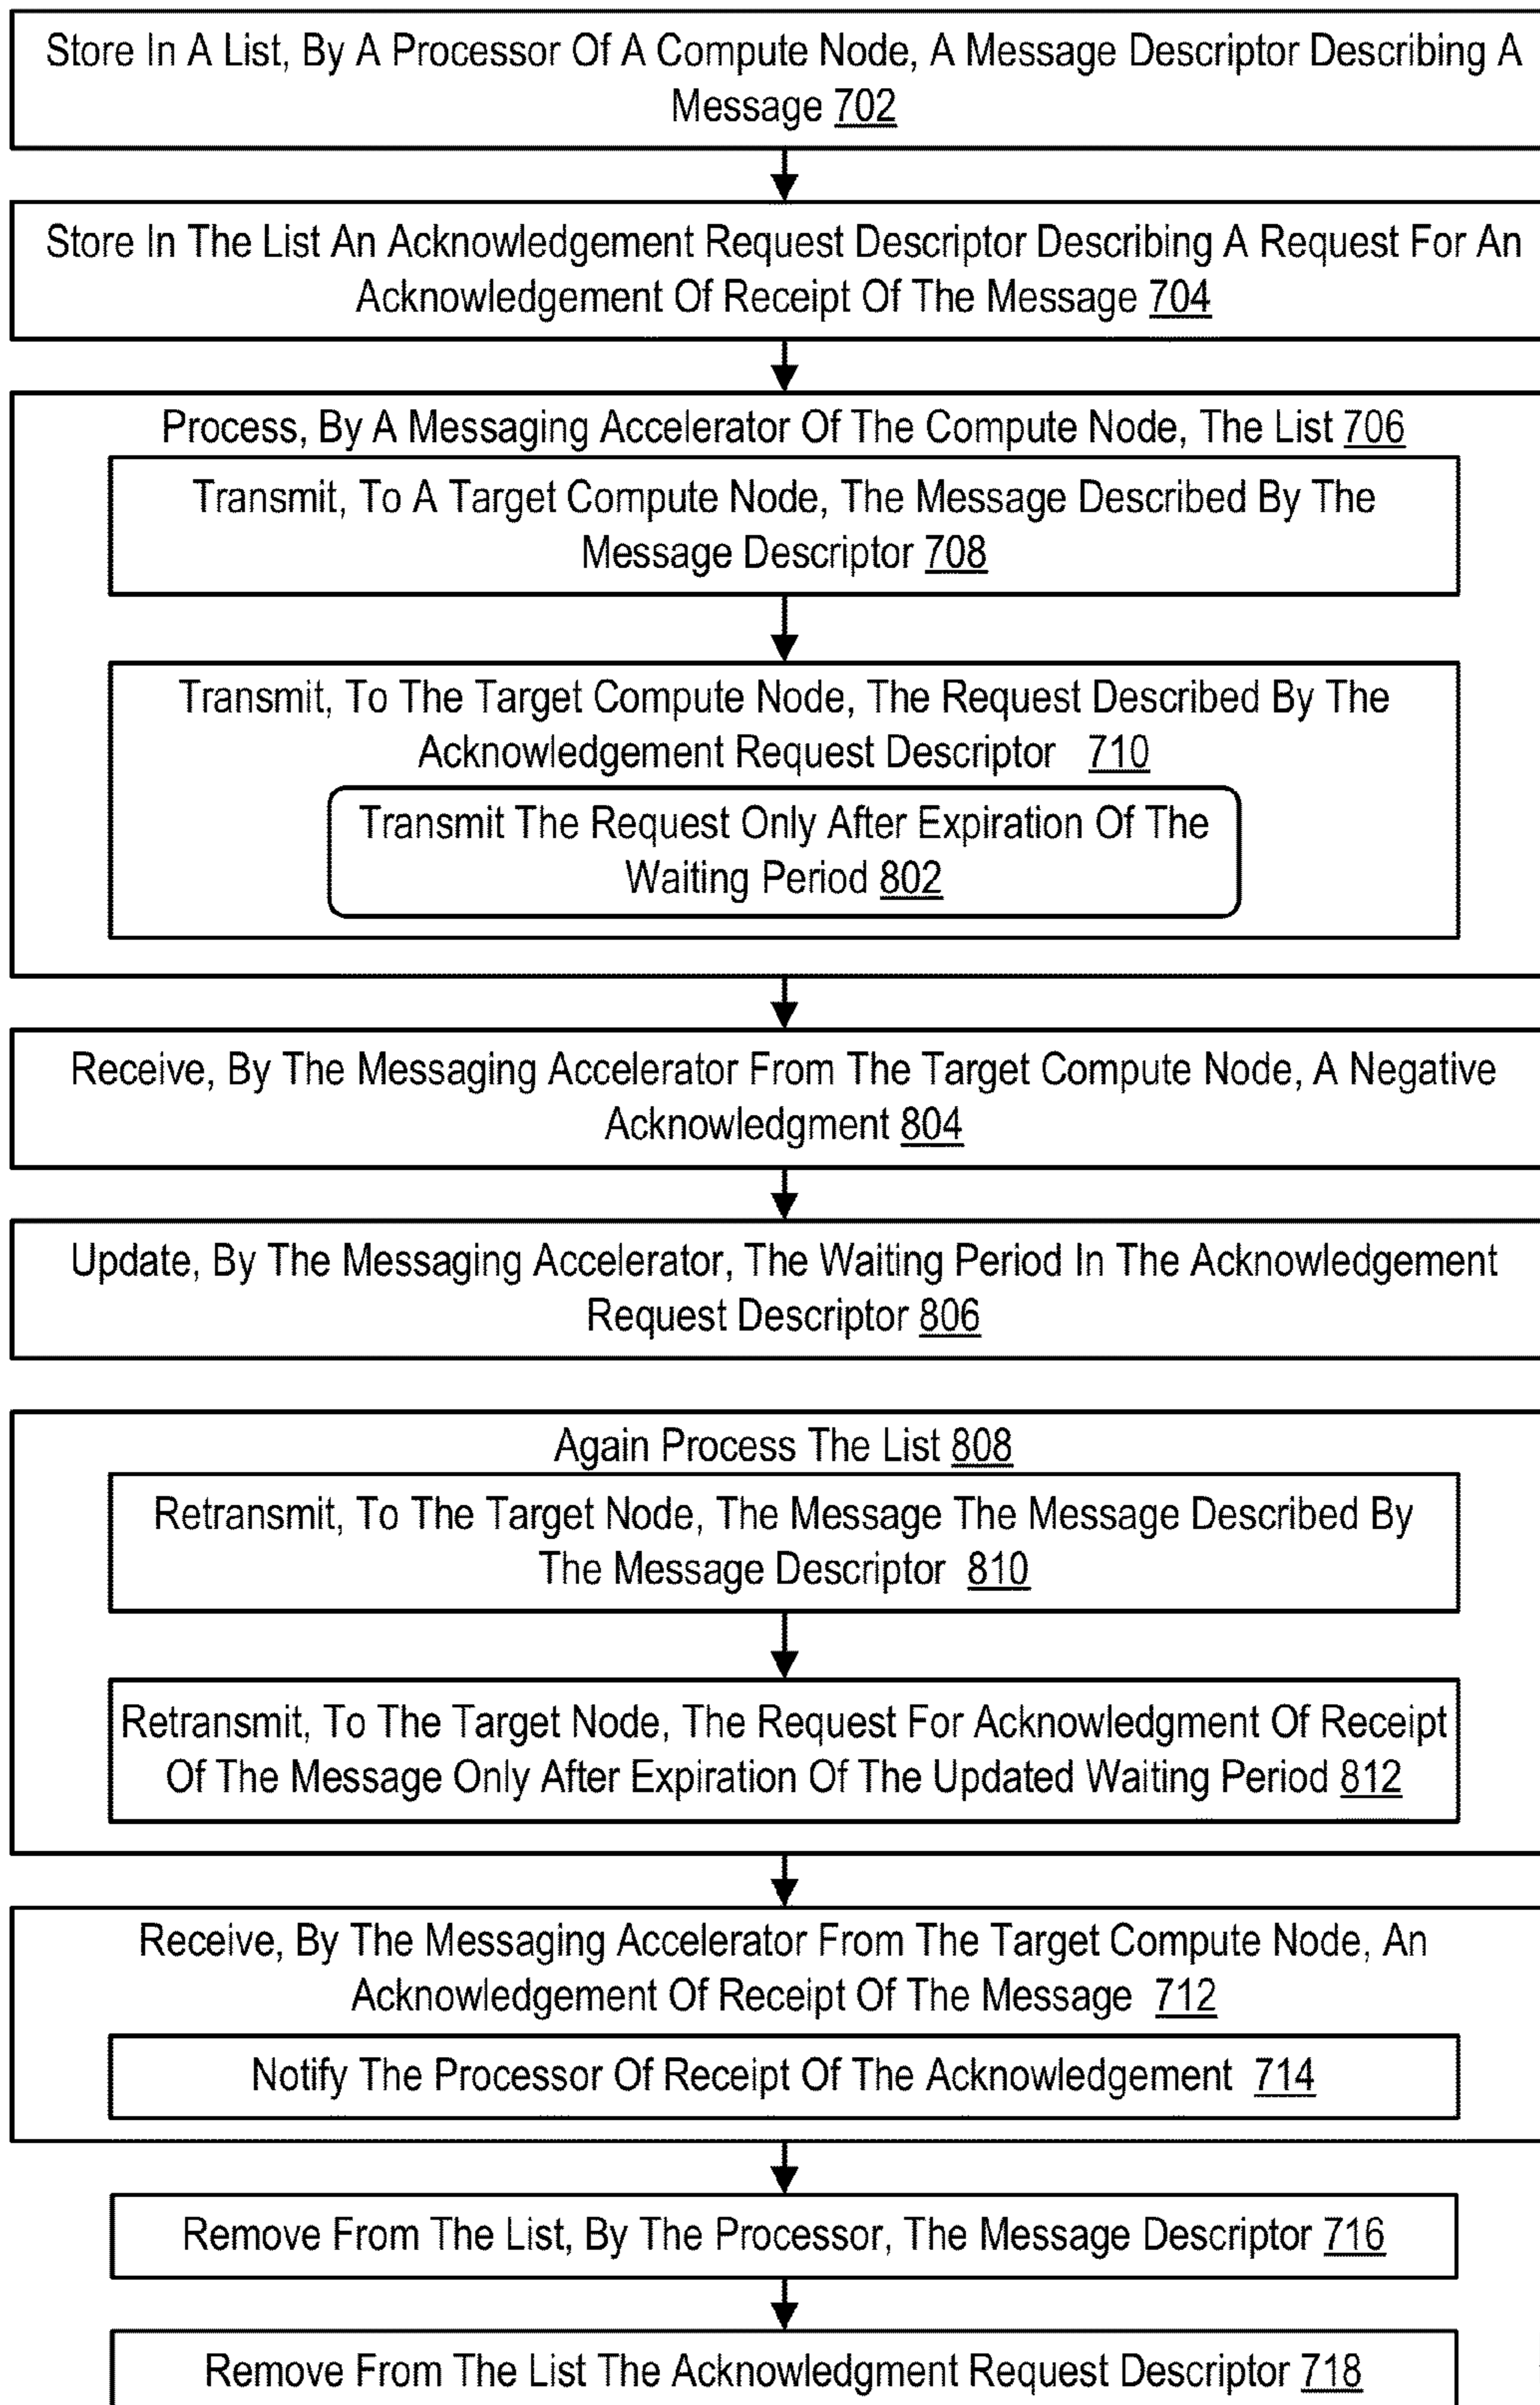 Store In A List, By A Processor Of A Compute Node, A Message Descriptor Describing A
Message 702
Store In The List An Acknowledgement Request Descriptor Describing A Request For An
Acknowledgement Of Receipt Of The Message 704
Process, By A Messaging Accelerator Of The Compute Node, The List 706
Transmit, To A Target Compute Node, The Message Described By The
Message Descriptor 708
Transmit, To The Target Compute Node, The Request Described By The
Acknowledgement Request Descriptor 710
Transmit The Request Only After Expiration Of The
Waiting Period 802
Receive, By The Messaging Accelerator From The Target Compute Node, A Negative
Acknowledgment 804
Update, By The Messaging Accelerator, The Waiting Period In The Acknowledgement
Request Descriptor 806
Again Process The List 808
Retransmit, To The Target Node, The Message The Message Described By
The Message Descriptor 810
Retransmit, To The Target Node, The Request For Acknowledgment Of Receipt
Of The Message Only After Expiration Of The Updated Waiting Period 812
Receive, By The Messaging Accelerator From The Target Compute Node, An
Acknowledgement Of Receipt Of The Message 712
Notify The Processor Of Receipt Of The Acknowledgement 714
Remove From The List, By The Processor, The Message Descriptor 716
Remove From The List The Acknowledgment Request Descriptor 718